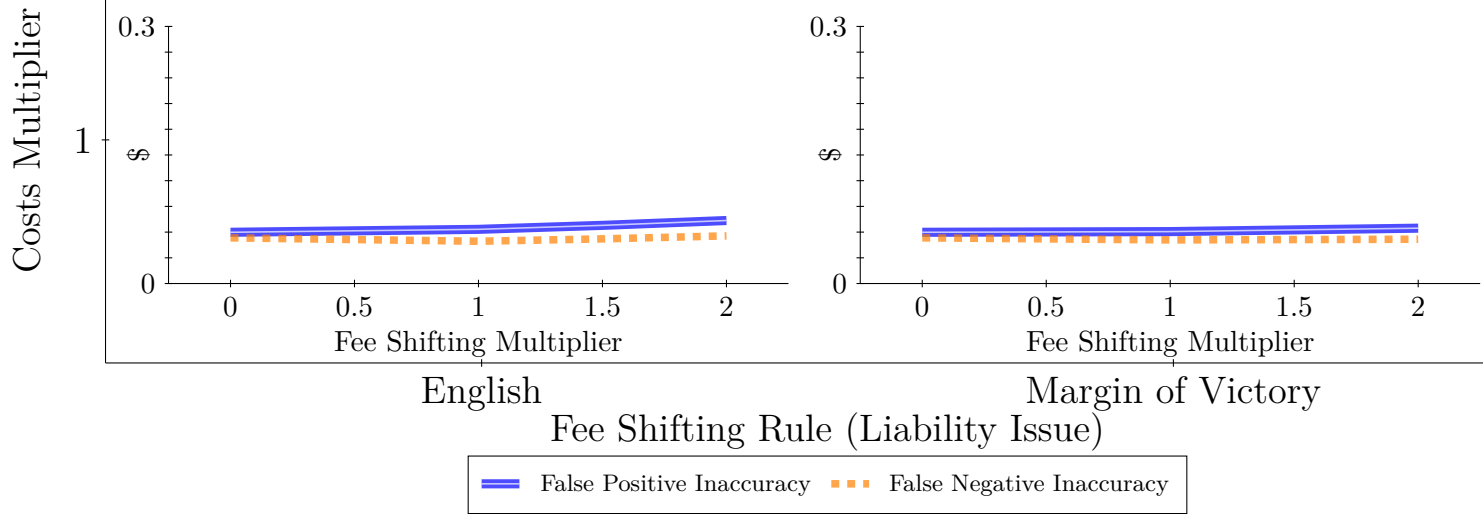 Costs Multiplier
1
0.3
$
0
0 0.5 1 1.5 2
Fee Shifting Multiplier
0.3
$
0
0 0.5 1 1.5 2
Fee Shifting Multiplier
English
Margin of Victory
Fee Shifting Rule (Liability Issue)
False Positive Inaccuracy False Negative Inaccuracy